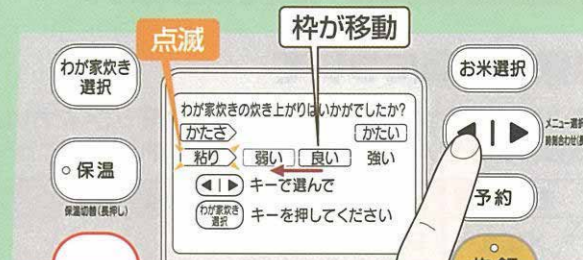 点滅
枠が移動
わが家炊き
選択
お米選択
わが家炊きの炊き上がりはいかがでしたか?
かたさ
かたい
粘り
弱い
良い
強い
キーで選んで
わが家炊き
選択
キーを押してください
保温
保温切替(長押し)
メニュー選択
予約